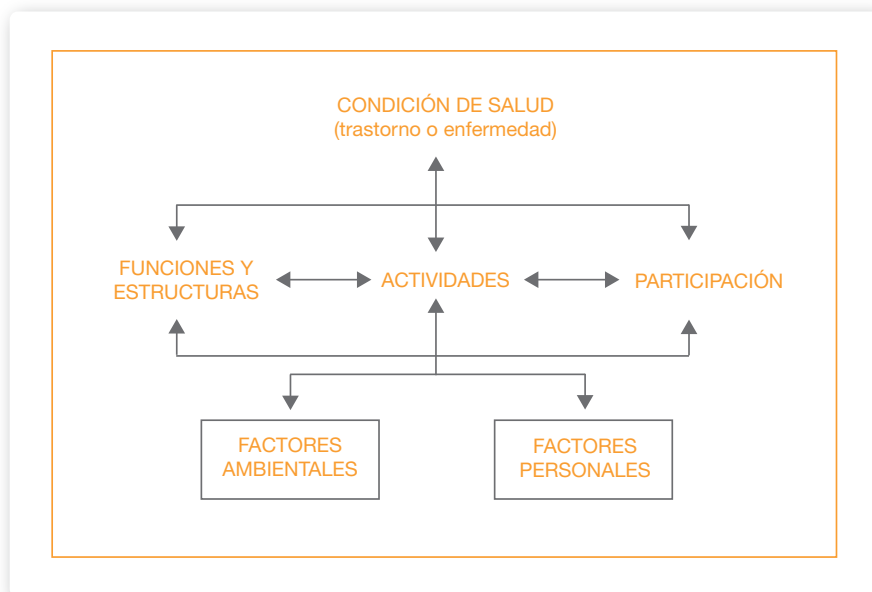 CONDICIÓN DE SALUD
(trastorno o enfermedad)
FUNCIONES Y
ESTRUCTURAS
ACTIVIDADES
PARTICIPACIÓN
FACTORES
AMBIENTALES
FACTORES
PERSONALES